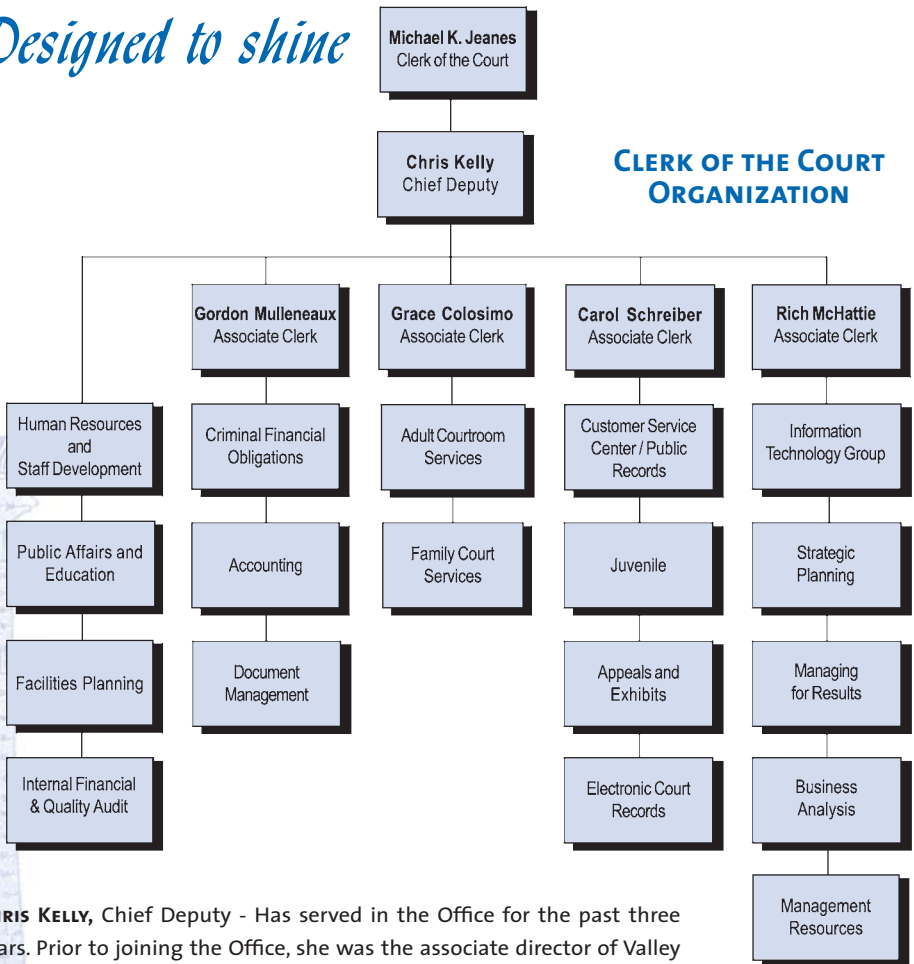 Designed to shine
Michael K. Jeanes
Clerk of the Court
Chris Kelly
Chief Deputy
CLERK OF THE COURT
ORGANIZATION
Gordon Mulleneaux
Associate Clerk
Grace Colosimo
Associate Clerk
Carol Schreiber
Associate Clerk
Rich McHattie
Associate Clerk
Human Resources
and
Staff Development
Public Affairs and
Education
Facilities Planning
Internal Financial
& Quality Audit
Criminal Financial
Obligations
Accounting
Document
Management
Adult Courtroom
Services
Family Court
Services
Customer Service
Center / Public
Records
Juvenile
Appeals and
Exhibits
Electronic Court
Records
Information
Technology Group
Strategic
Planning
Managing
for Results
Business
Analysis
Management
Resources
KELLY, Chief Deputy - Has served in the Office for the past three
Prior to joining the Office, she was the associate director of Valley